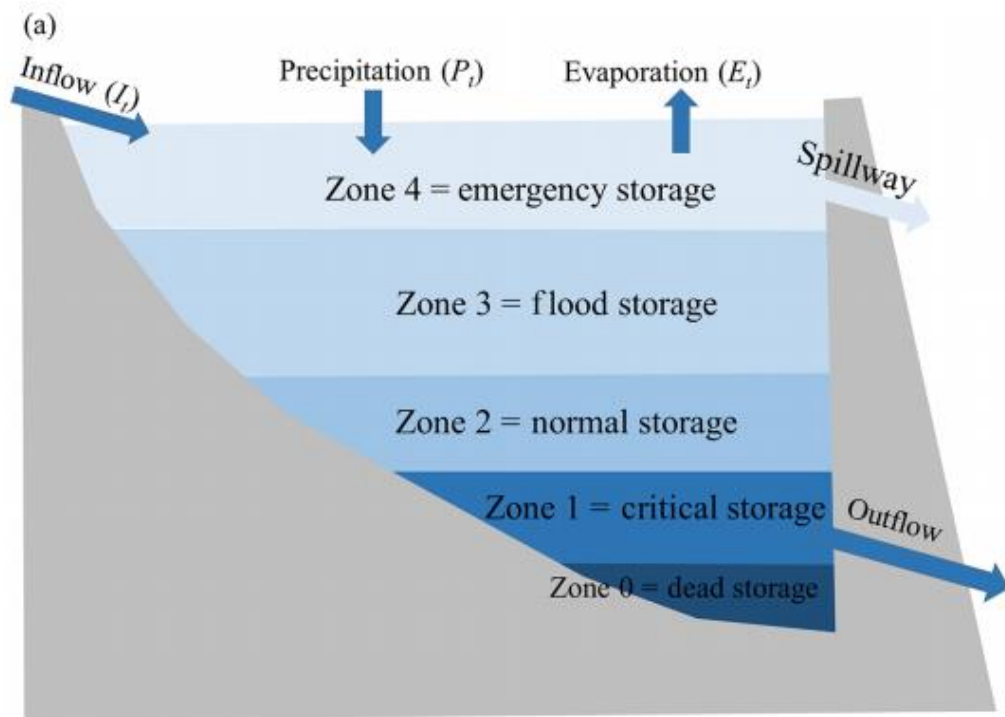 (a)
Inflow (I_t)
Precipitation (P_t)
Evaporation (E_t)
Spillway
Zone 4 = emergency storage
Zone 3 = flood storage
Zone 2 = normal storage
Zone 1 = critical storage
Outflow
Zone 0 = dead storage